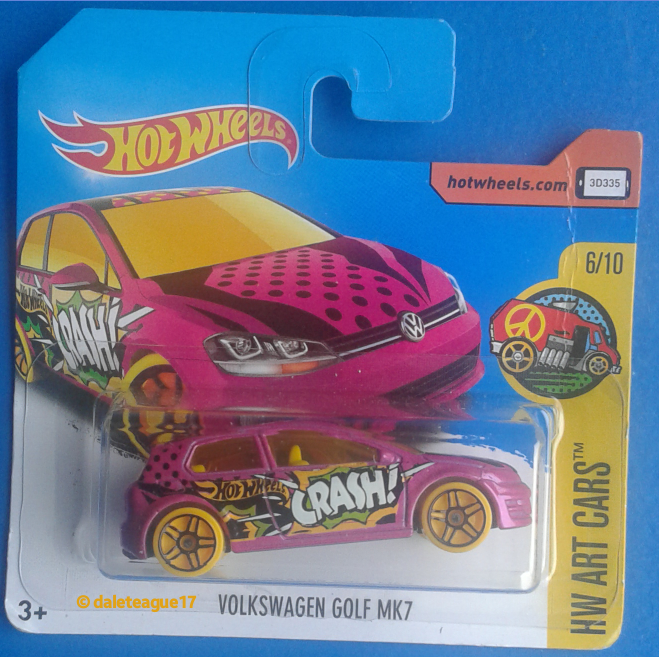 HOT WHEELS
hotwheels.com
3D335
6/10
CRASH!
HOT WHEELS
CRASH!
HW ART CARS™
3+
© daleteague17
VOLKSWAGEN GOLF MK7